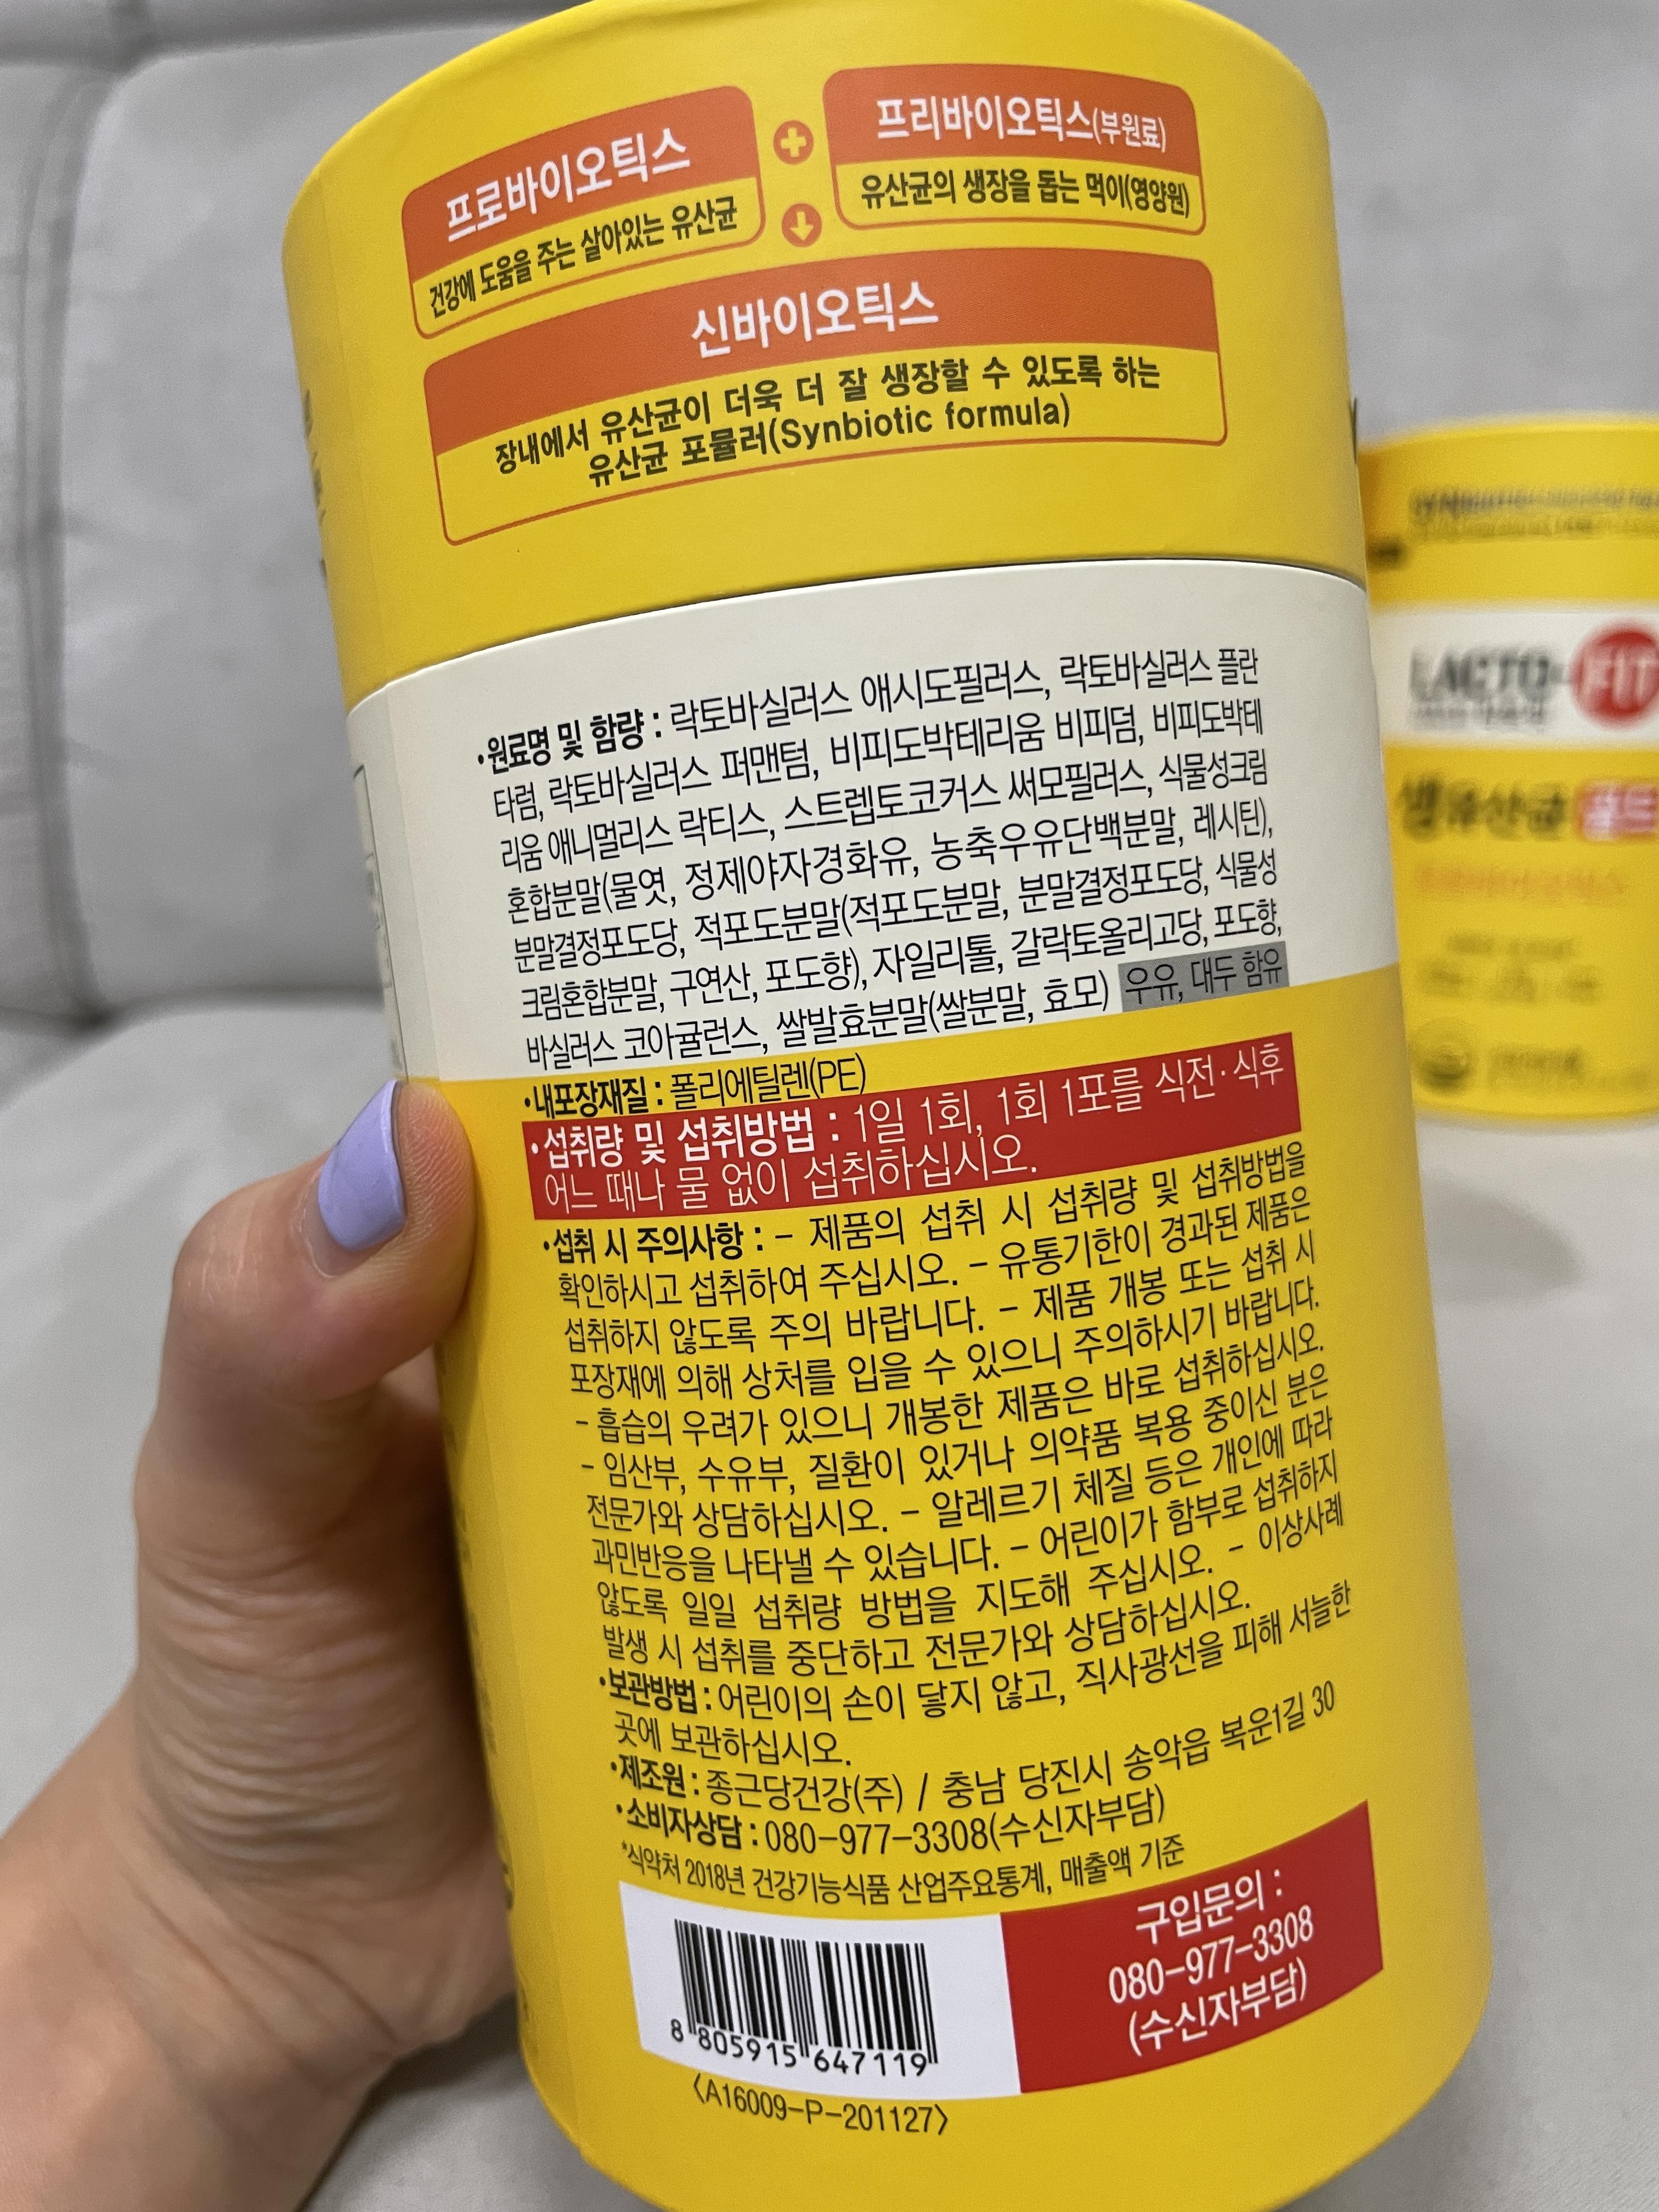 프로바이오틱스
건강에 도움을 주는 살아있는 유산균
프리바이오틱스(부원료)
유산균의 생장을 돕는 먹이(영양원)
신바이오틱스
장내에서 유산균이 더욱 더 잘 생장할 수 있도록 하는
유산균 포뮬러(Synbiotic formula)
•원료명 및 함량 : 락토바실러스 애시도필러스, 락토바실러스 플란
타럼, 락토바실러스 퍼맨텀, 비피도박테리움 비피덤, 비피도박테
리움 애니멀리스 락티스, 스트렙토코커스 써모필러스, 식물성크림
혼합분말(물엿, 정제야자경화유, 농축우유단백분말, 레시틴),
분말결정포도당, 적포도분말(적포도분말, 분말결정포도당, 식물성
크림혼합분말, 구연산, 포도향), 자일리톨, 갈락토올리고당, 포도향,
바실러스 코아귤런스, 쌀발효분말(쌀분말, 효모) 우유, 대두 함유
•내포장재질 : 폴리에틸렌(PE)
•섭취량 및 섭취방법 : 1일 1회, 1회 1포를 식전·식후
어느 때나 물 없이 섭취하십시오.
•섭취 시 주의사항 : - 제품의 섭취 시 섭취량 및 섭취방법을
확인하시고 섭취하여 주십시오. - 유통기한이 경과된 제품은
섭취하지 않도록 주의 바랍니다. - 제품 개봉 또는 섭취 시
포장재에 의해 상처를 입을 수 있으니 주의하시기 바랍니다.
- 흡습의 우려가 있으니 개봉한 제품은 바로 섭취하십시오.
- 임산부, 수유부, 질환이 있거나 의약품 복용 중이신 분은
전문가와 상담하십시오. - 알레르기 체질 등은 개인에 따라
과민반응을 나타낼 수 있습니다. - 어린이가 함부로 섭취하지
않도록 일일 섭취량 방법을 지도해 주십시오. - 이상사례
발생 시 섭취를 중단하고 전문가와 상담하십시오.
•보관방법 : 어린이의 손이 닿지 않고, 직사광선을 피해 서늘한
곳에 보관하십시오.
•제조원 : 종근당건강(주) / 충남 당진시 송악읍 복운1길 30
•소비자상담 : 080-977-3308(수신자부담)
*식약처 2018년 건강기능식품 산업주요통계, 매출액 기준
구입문의 :
080-977-3308
(수신자부담)
8 805915 647119
〈A16009-P-201127〉
LACTO-FIT
생유산균 골드